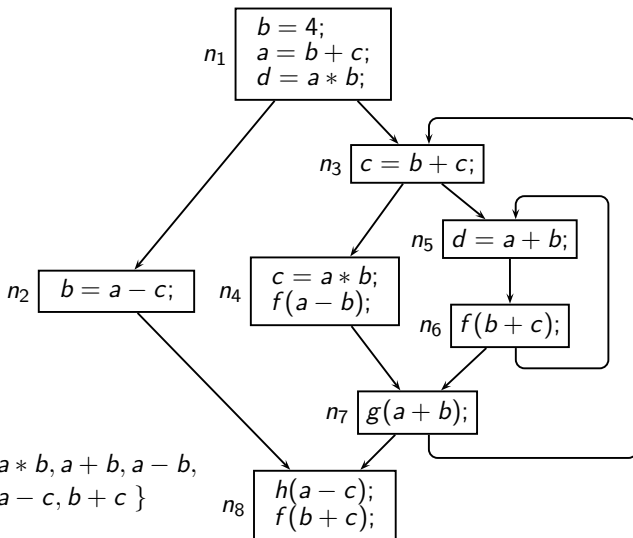 b = 4;
n1
a = b + c;
d = a ∗ b;
n3
c = b + c;
n5
d = a + b;
n2
b = a − c;
n4
c = a ∗ b;
f(a − b);
n6
f(b + c);
n7
g(a + b);
a ∗ b, a + b, a − b,
a − c, b + c }
n8
h(a − c);
f(b + c);